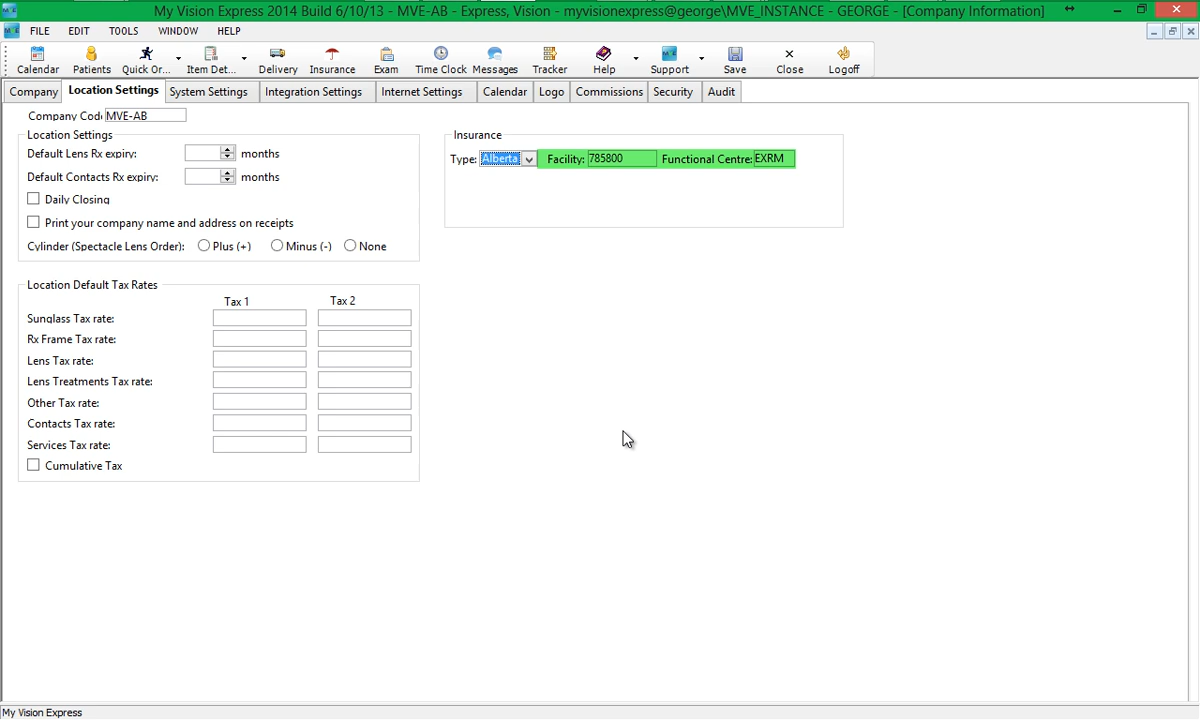 My Vision Express 2014 Build 6/10/13 - MVE-AB - Express, Vision - myvisionexpress@george\MVE_INSTANCE - GEORGE - [Company Information]
FILE EDIT TOOLS WINDOW HELP
Calendar Patients Quick Or... Item Det... Delivery Insurance Exam Time Clock Messages Tracker Help Support Save Close Logoff
Company Location Settings System Settings Integration Settings Internet Settings Calendar Logo Commissions Security Audit
Company Code MVE-AB
Location Settings
Default Lens Rx expiry: months
Default Contacts Rx expiry: months
Daily Closing
Print your company name and address on receipts
Cylinder (Spectacle Lens Order): Plus (+) Minus (-) None
Insurance
Type: Alberta Facility: 785800 Functional Centre: EXRM
Location Default Tax Rates
Tax 1 Tax 2
Sunglass Tax rate:
Rx Frame Tax rate:
Lens Tax rate:
Lens Treatments Tax rate:
Other Tax rate:
Contacts Tax rate:
Services Tax rate:
Cumulative Tax
My Vision Express